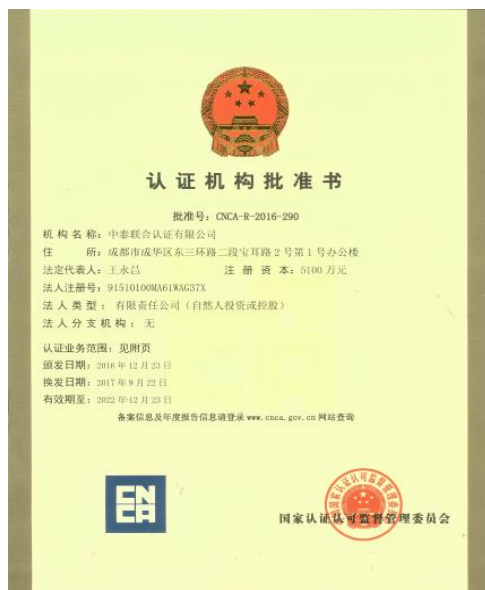 认证机构批准书
批准号：CNCA-R-2016-290
机构名称：中泰联合认证有限公司
住 所：成都市成华区东三环路二段宝耳路2号第1号办公楼
法定代表人：王永吕 注册资本：5100万元
法人注册号：91510100MA61WAG37X
法人类型：有限责任公司（自然人投资或控股）
法人分支机构：无
认证业务范围：见附页
颁发日期：2016年12月23日
换发日期：2017年9月22日
有效期至：2022年12月23日
备案信息及年度报告信息请登录www.cnca.gov.cn网站查询
CNCA
国家认证认可监督管理委员会